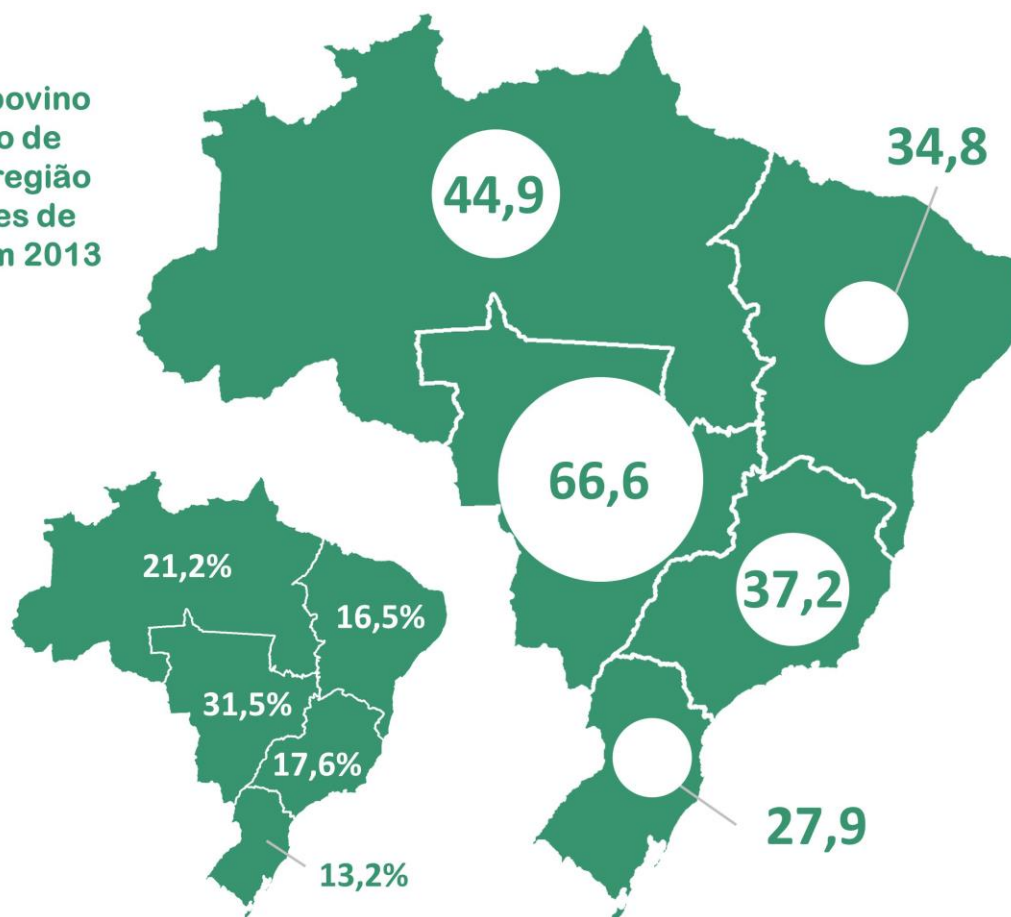 bovino
o de
região
es de
m 2013
44,9
34,8
66,6
37,2
27,9
21,2%
16,5%
31,5%
17,6%
13,2%